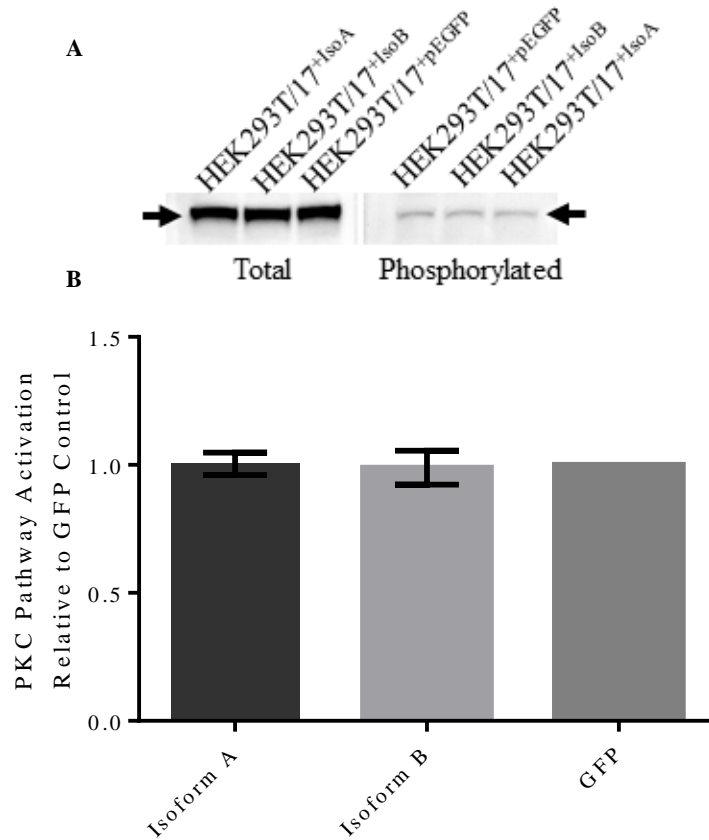 A
HEK293T/17+IsoA
HEK293T/17+IsoB
HEK293T/17+pEGFP
HEK293T/17+pEGFP
HEK293T/17+IsoB
HEK293T/17+IsoA
Total
Phosphorylated
B
PKC Pathway Activation
Relative to GFP Control
1.5
1.0
0.5
0.0
Isoform A
Isoform B
GFP